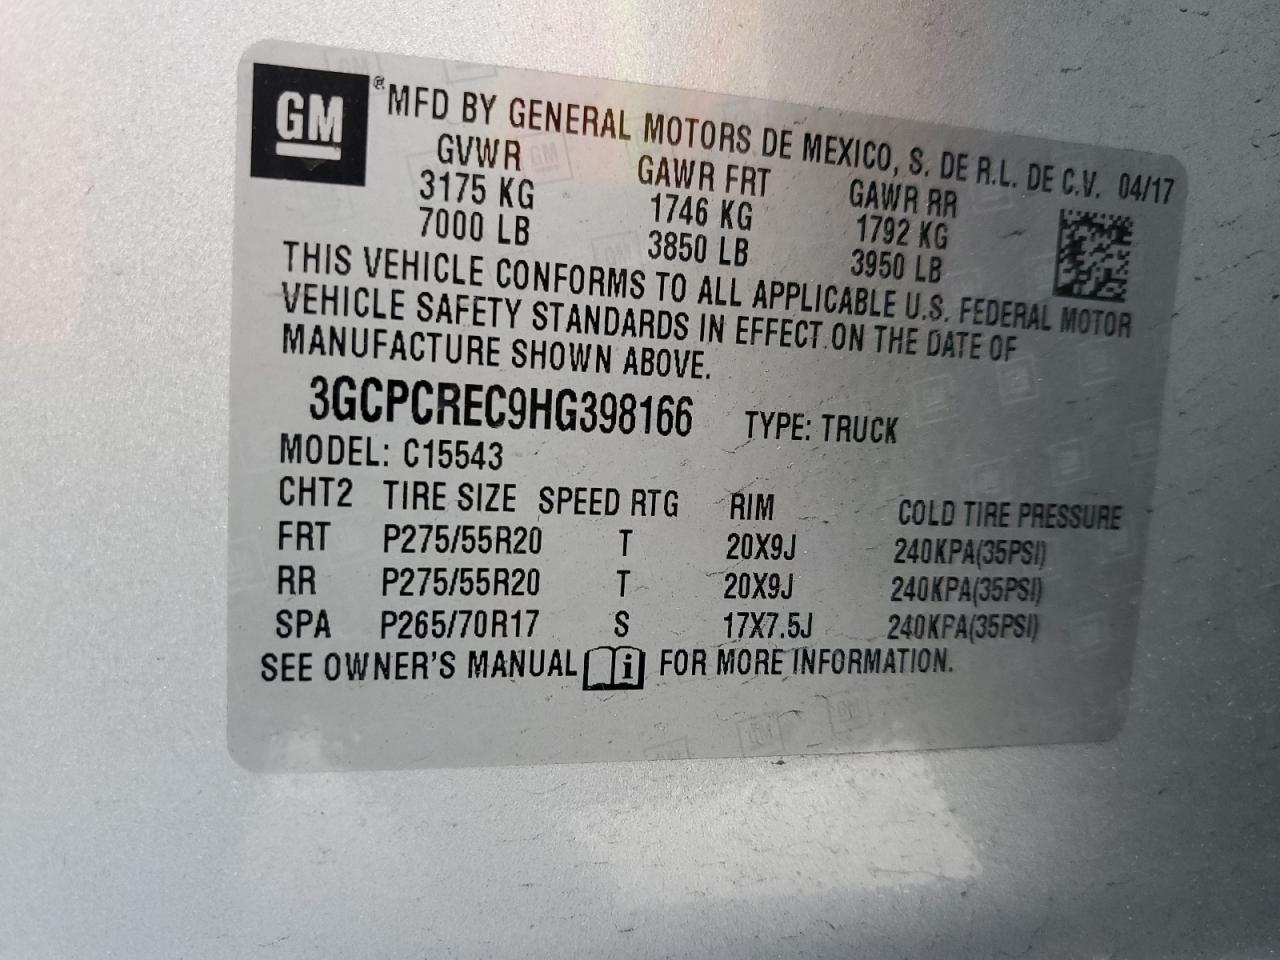 GM ® MFD BY GENERAL MOTORS DE MEXICO, S. DE R.L. DE C.V. 04/17
GVWR GAWR FRT GAWR RR
3175 KG 1746 KG 1792 KG
7000 LB 3850 LB 3950 LB
THIS VEHICLE CONFORMS TO ALL APPLICABLE U.S. FEDERAL MOTOR
VEHICLE SAFETY STANDARDS IN EFFECT ON THE DATE OF
MANUFACTURE SHOWN ABOVE.
3GCPCREC9HG398166 TYPE: TRUCK
MODEL: C15543
CHT2 TIRE SIZE SPEED RTG RIM COLD TIRE PRESSURE
FRT P275/55R20 T 20X9J 240KPA(35PSI)
RR P275/55R20 T 20X9J 240KPA(35PSI)
SPA P265/70R17 S 17X7.5J 240KPA(35PSI)
SEE OWNER'S MANUAL i FOR MORE INFORMATION.